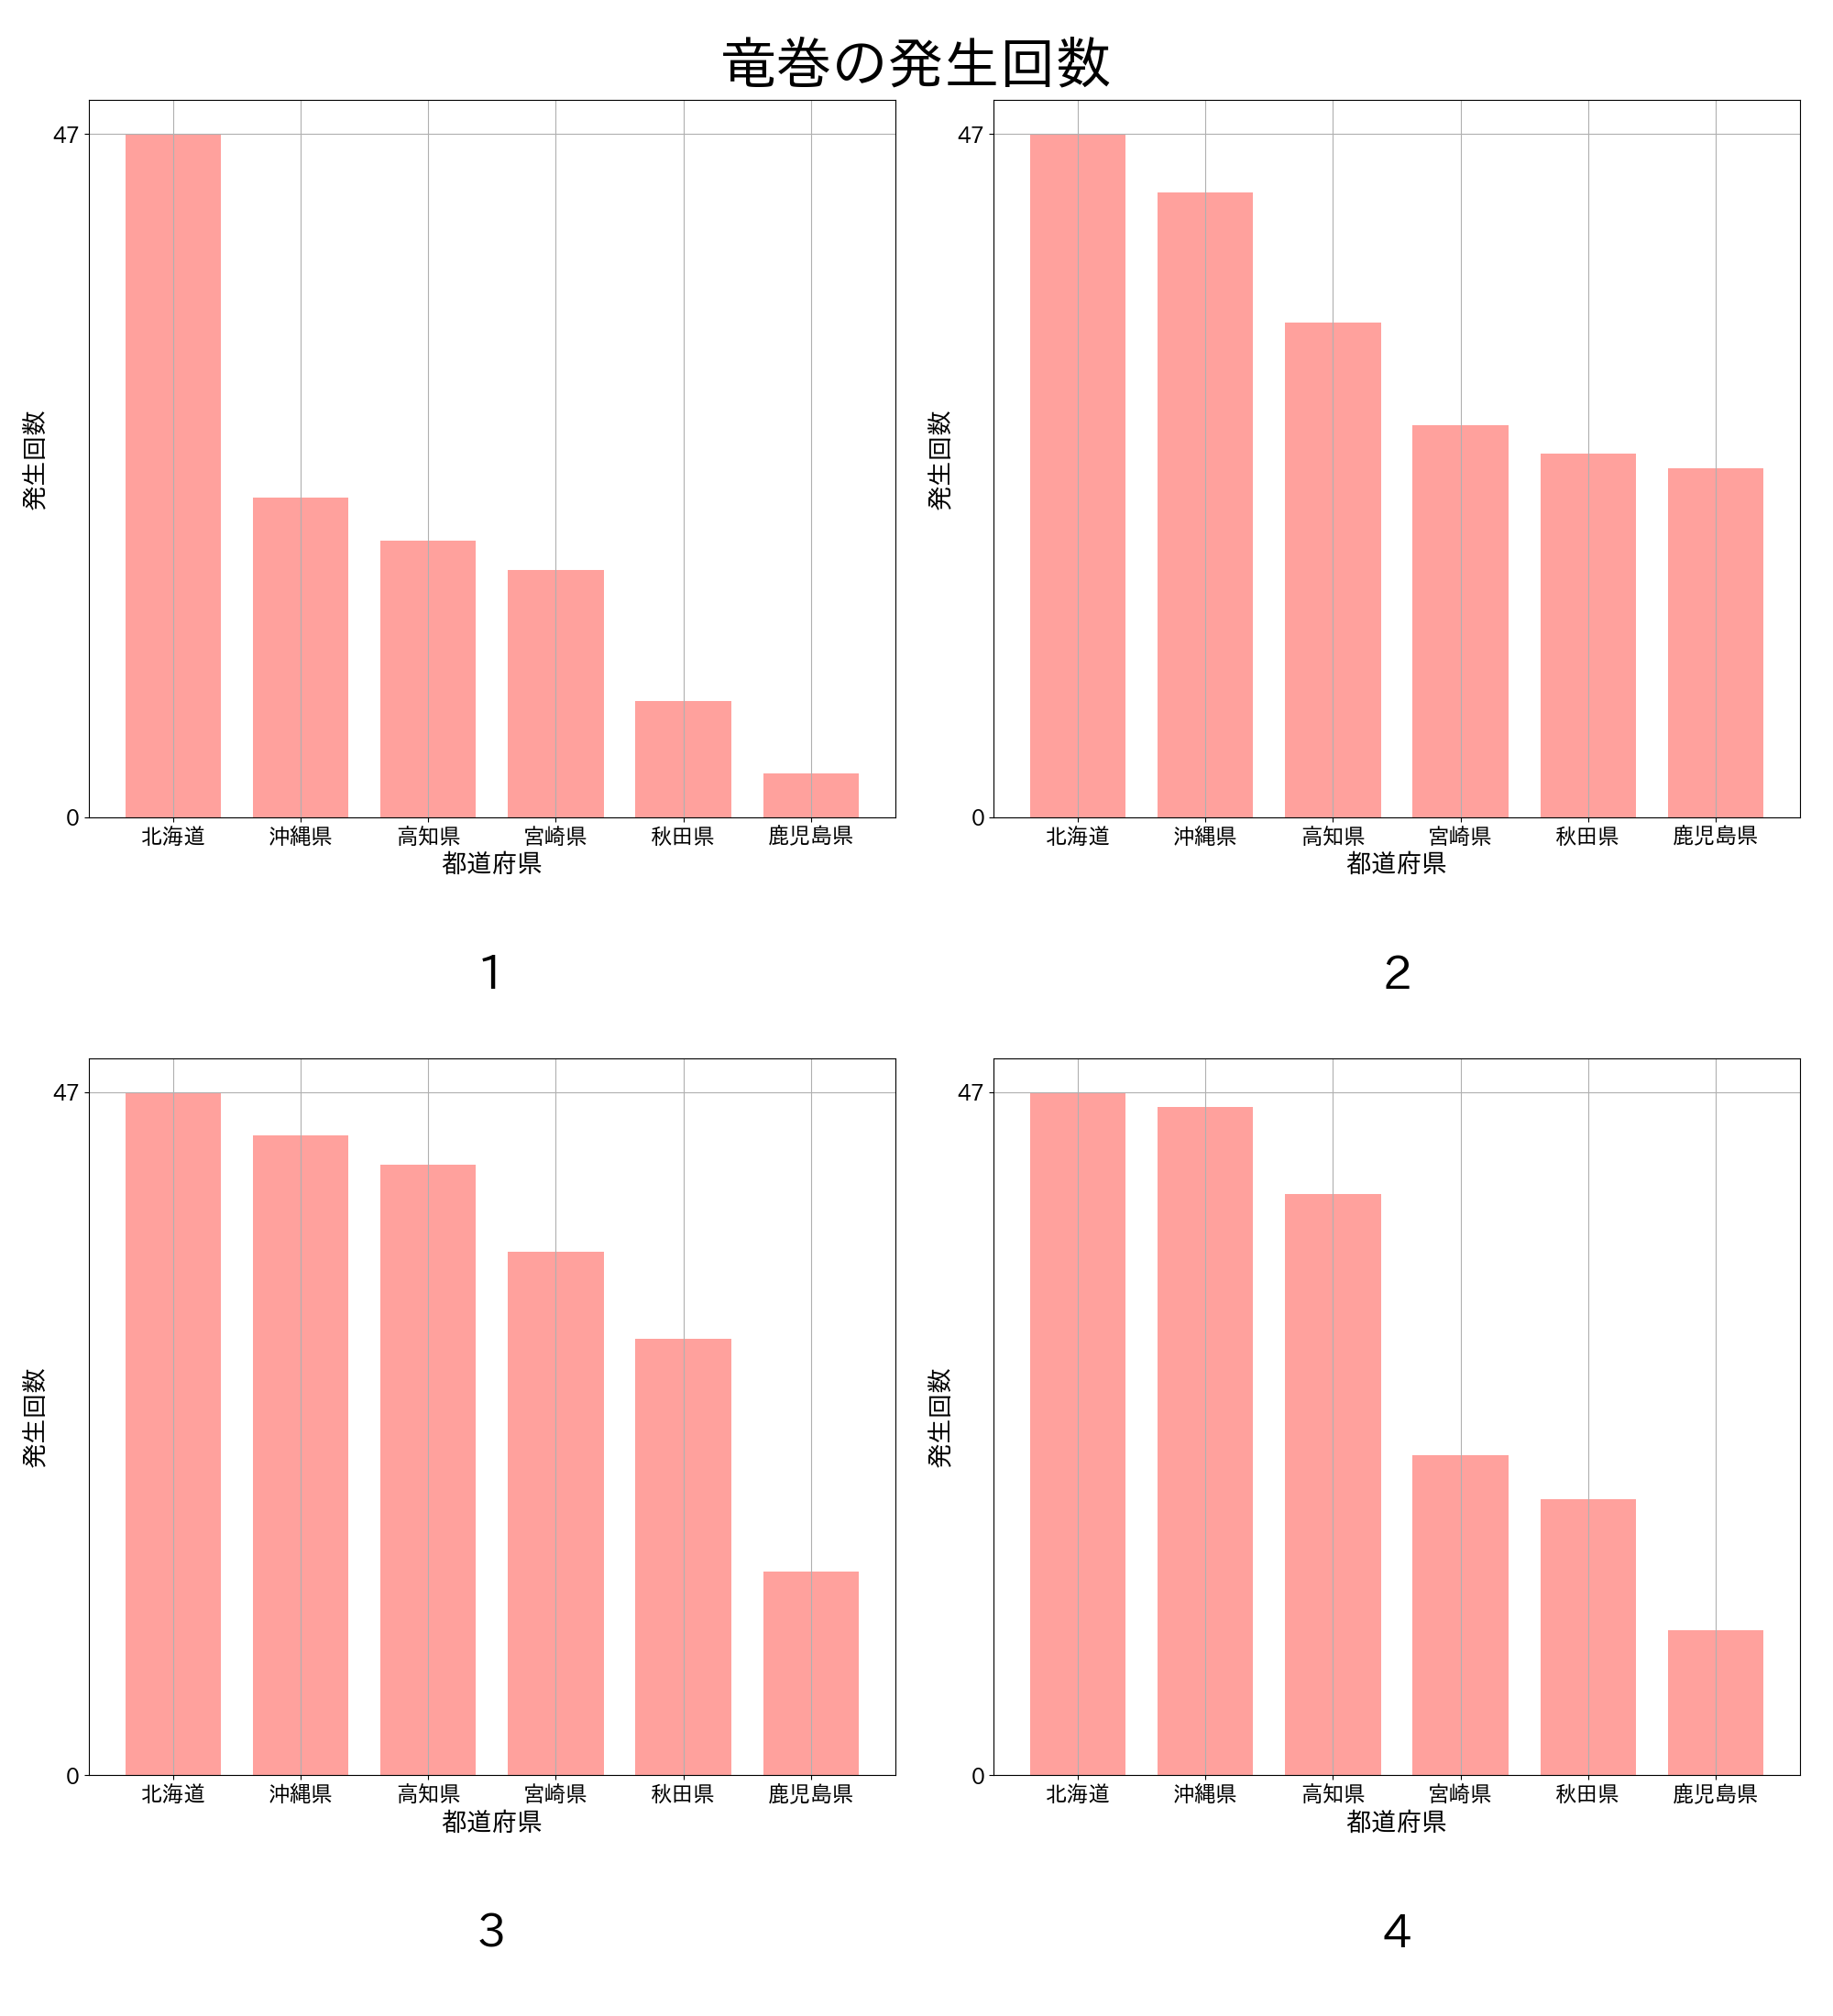 竜巻の発生回数
47
0
発生回数
北海道 沖縄県 高知県 宮崎県 秋田県 鹿児島県
都道府県
1
47
0
発生回数
北海道 沖縄県 高知県 宮崎県 秋田県 鹿児島県
都道府県
2
47
0
発生回数
北海道 沖縄県 高知県 宮崎県 秋田県 鹿児島県
都道府県
3
47
0
発生回数
北海道 沖縄県 高知県 宮崎県 秋田県 鹿児島県
都道府県
4